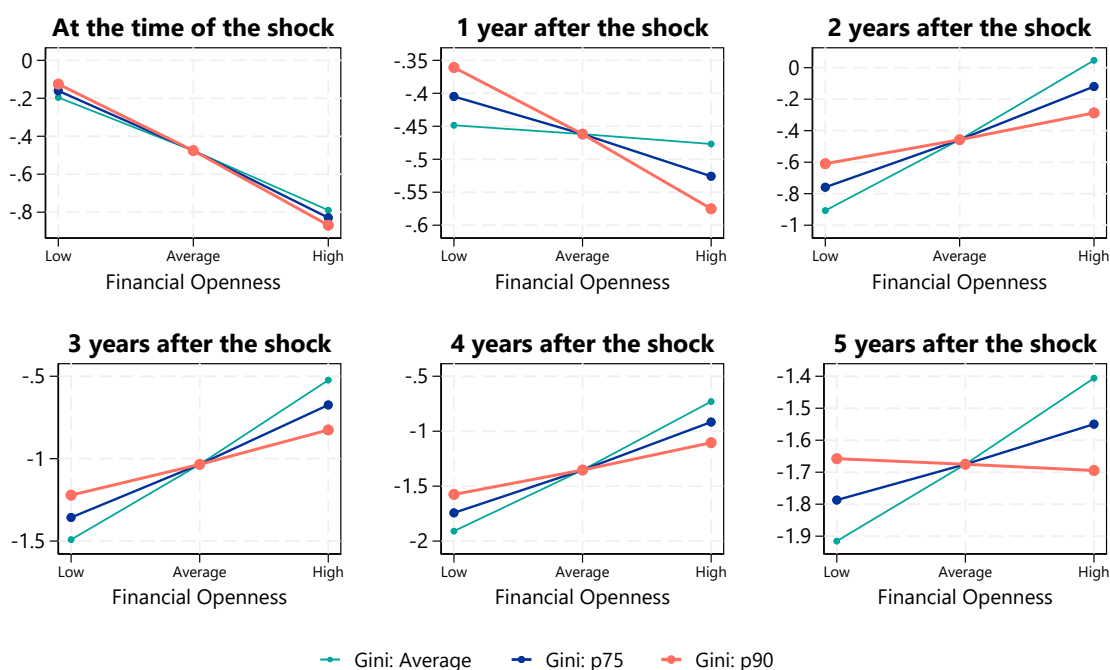 At the time of the shock
0
-.2
-.4
-.6
-.8
Low Average High
Financial Openness
1 year after the shock
-.35
-.4
-.45
-.5
-.55
-.6
Low Average High
Financial Openness
2 years after the shock
0
-.2
-.4
-.6
-.8
-1
Low Average High
Financial Openness
3 years after the shock
-.5
-1
-1.5
Low Average High
Financial Openness
4 years after the shock
-.5
-1
-1.5
-2
Low Average High
Financial Openness
5 years after the shock
-1.4
-1.5
-1.6
-1.7
-1.8
-1.9
Low Average High
Financial Openness
Gini: Average Gini: p75 Gini: p90